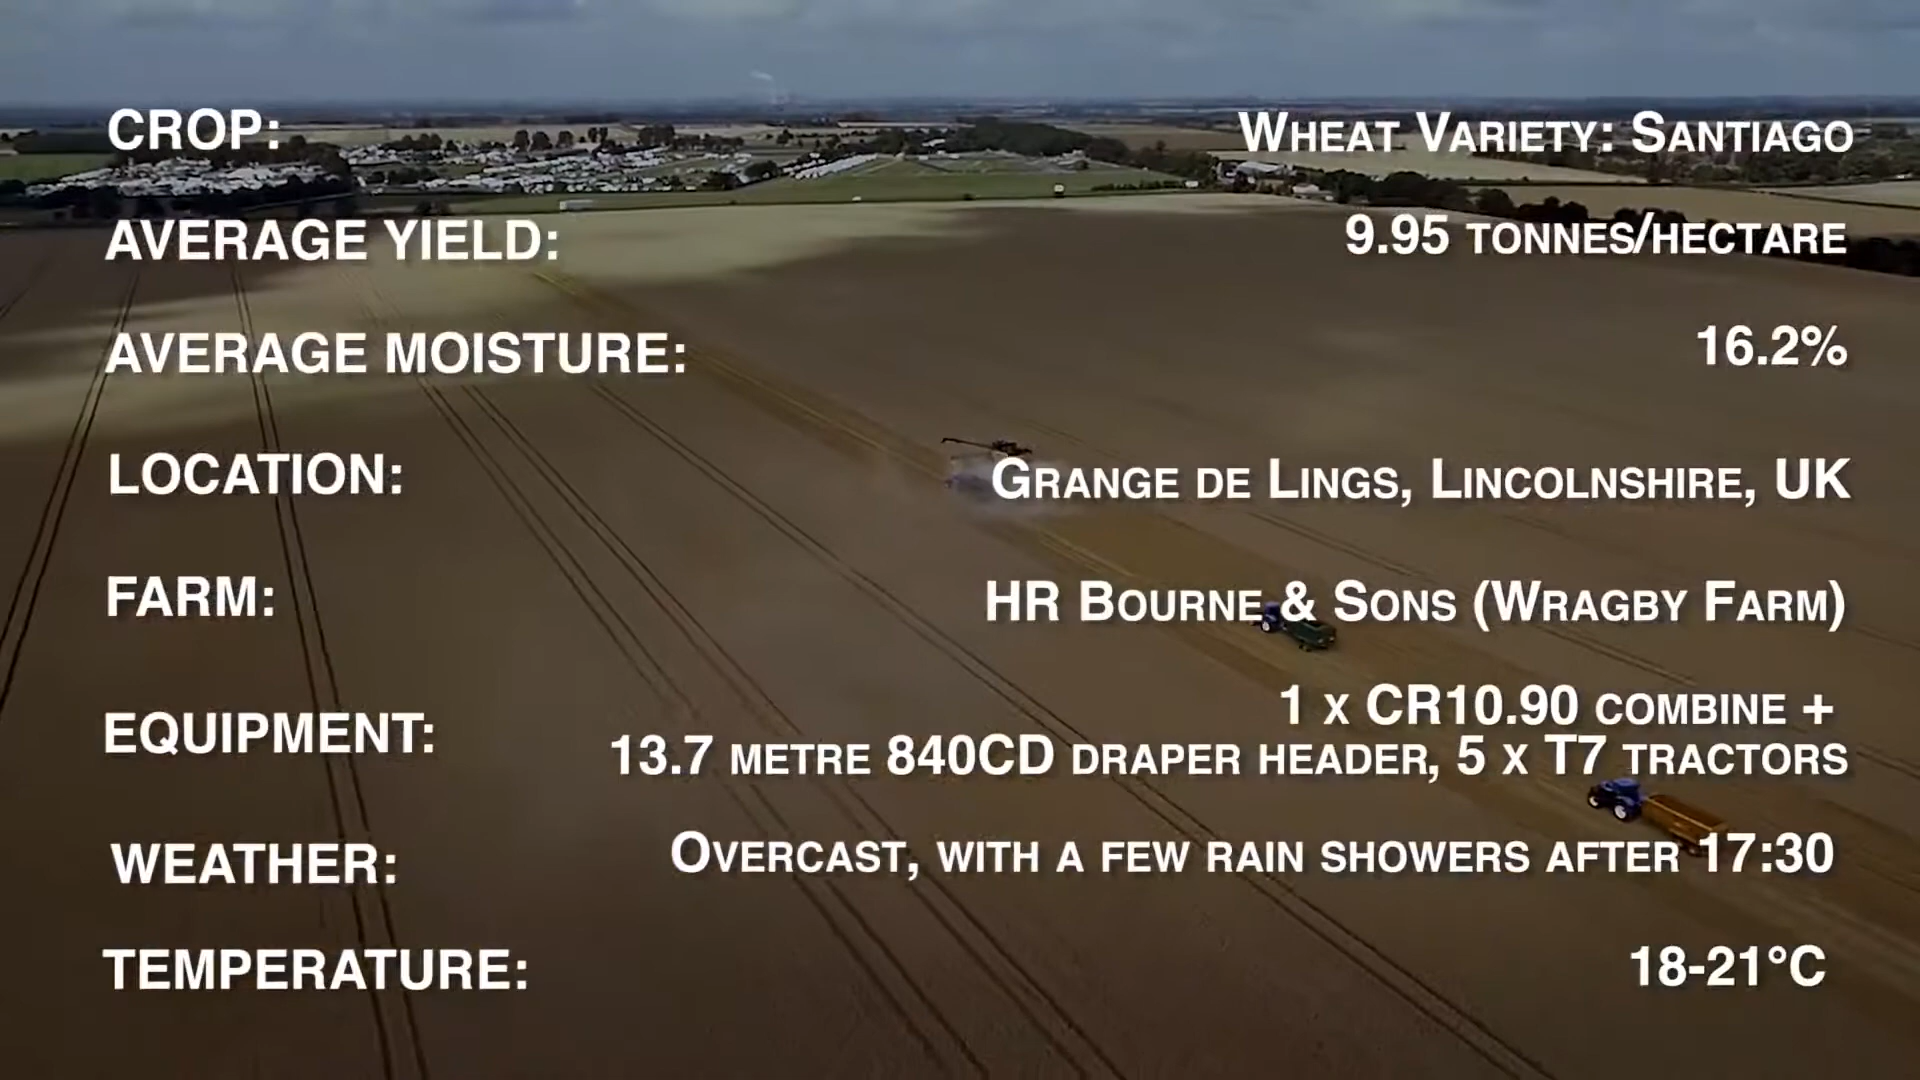 CROP: Wheat Variety: Santiago
AVERAGE YIELD: 9.95 tonnes/hectare
AVERAGE MOISTURE: 16.2%
LOCATION: Grange de Lings, Lincolnshire, UK
FARM: HR Bourne & Sons (Wragby Farm)
EQUIPMENT: 1 x CR10.90 combine +
13.7 metre 840CD draper header, 5 x T7 tractors
WEATHER: Overcast, with a few rain showers after 17:30
TEMPERATURE: 18-21°C